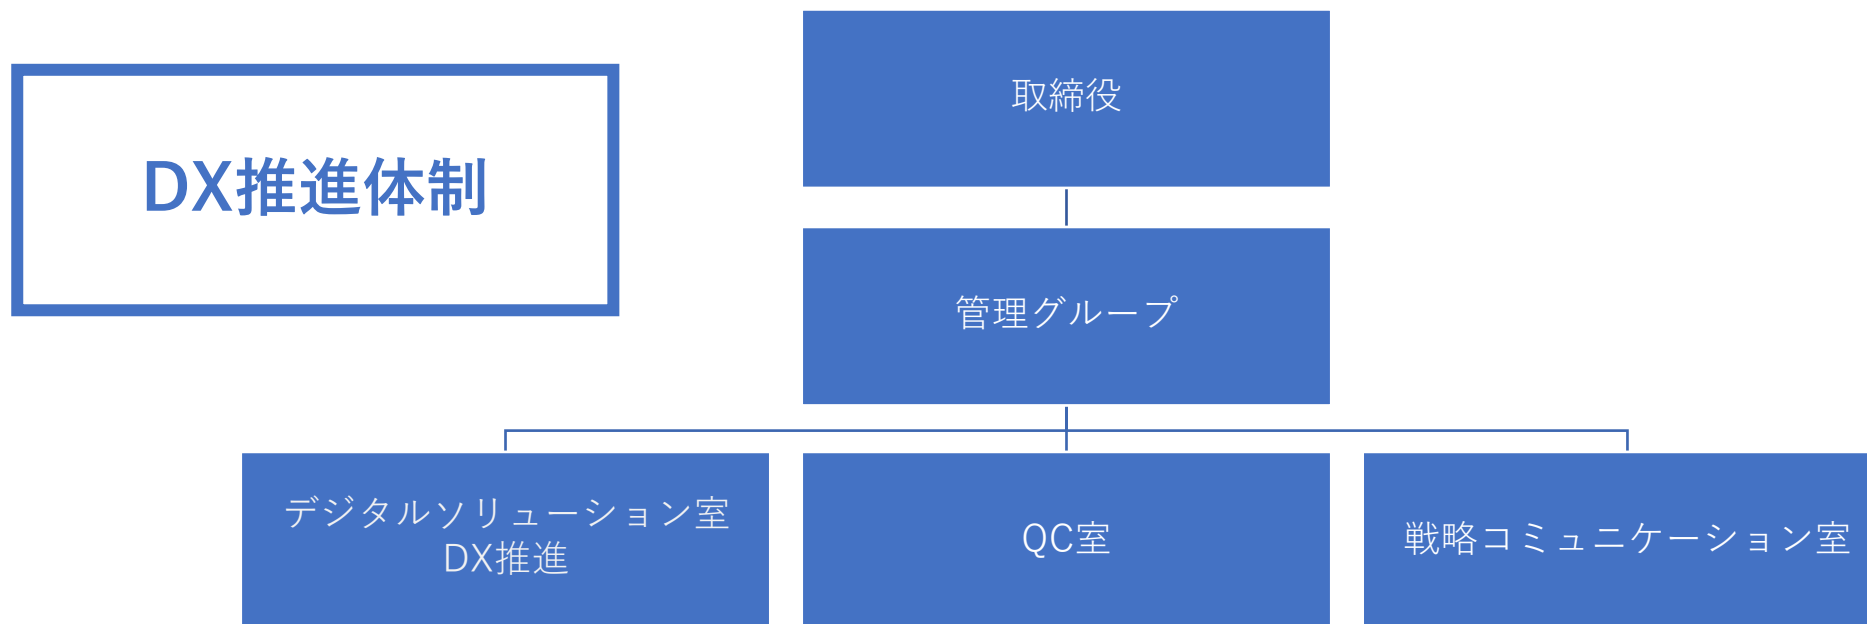 DX推進体制
取締役
管理グループ
デジタルソリューション室
DX推進
QC室
戦略コミュニケーション室